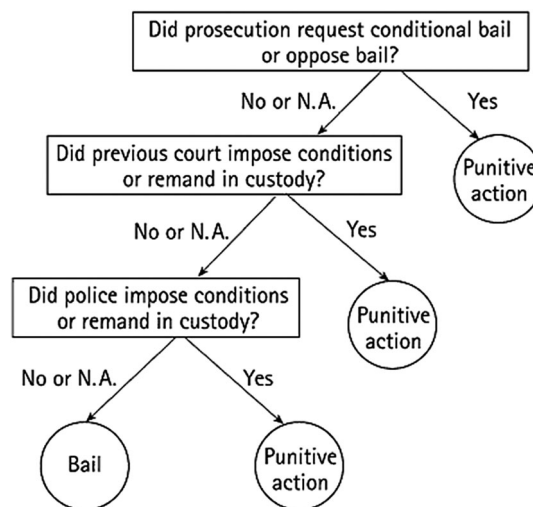 Did prosecution request conditional bail
or oppose bail?
No or N.A.
Yes
Did previous court impose conditions
or remand in custody?
Punitive
action
No or N.A.
Yes
Did police impose conditions
or remand in custody?
Punitive
action
No or N.A.
Yes
Bail
Punitive
action